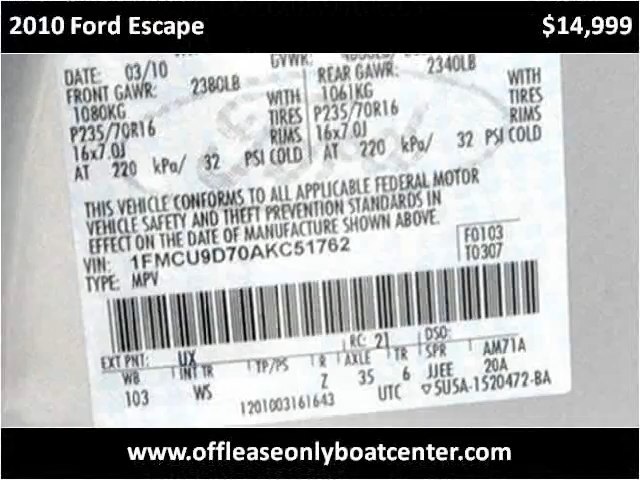 2010 Ford Escape
$14,999
DATE: 03/10
GVWR:
FRONT GAWR: 2380LB
REAR GAWR: 2340LB
1080KG WITH
1061KG WITH
P235/70R16 TIRES
P235/70R16 TIRES
16x7.0J RIMS
16x7.0J RIMS
AT 220 kPa/ 32 PSI COLD
AT 220 kPa/ 32 PSI COLD
THIS VEHICLE CONFORMS TO ALL APPLICABLE FEDERAL MOTOR
VEHICLE SAFETY AND THEFT PREVENTION STANDARDS IN
EFFECT ON THE DATE OF MANUFACTURE SHOWN ABOVE.
VIN: 1FMCU9D70AKC51762
F0103
TYPE: MPV
T0307
EXT PNT: UX RC: 21 DSO:
WB INT TR TP/PS R AXLE TR SPR AM71A
103 WS Z 35 6 JJEE 20A
1201003161643 UTC ▽5U5A-1520472-BA
www.offleaseonlyboatcenter.com